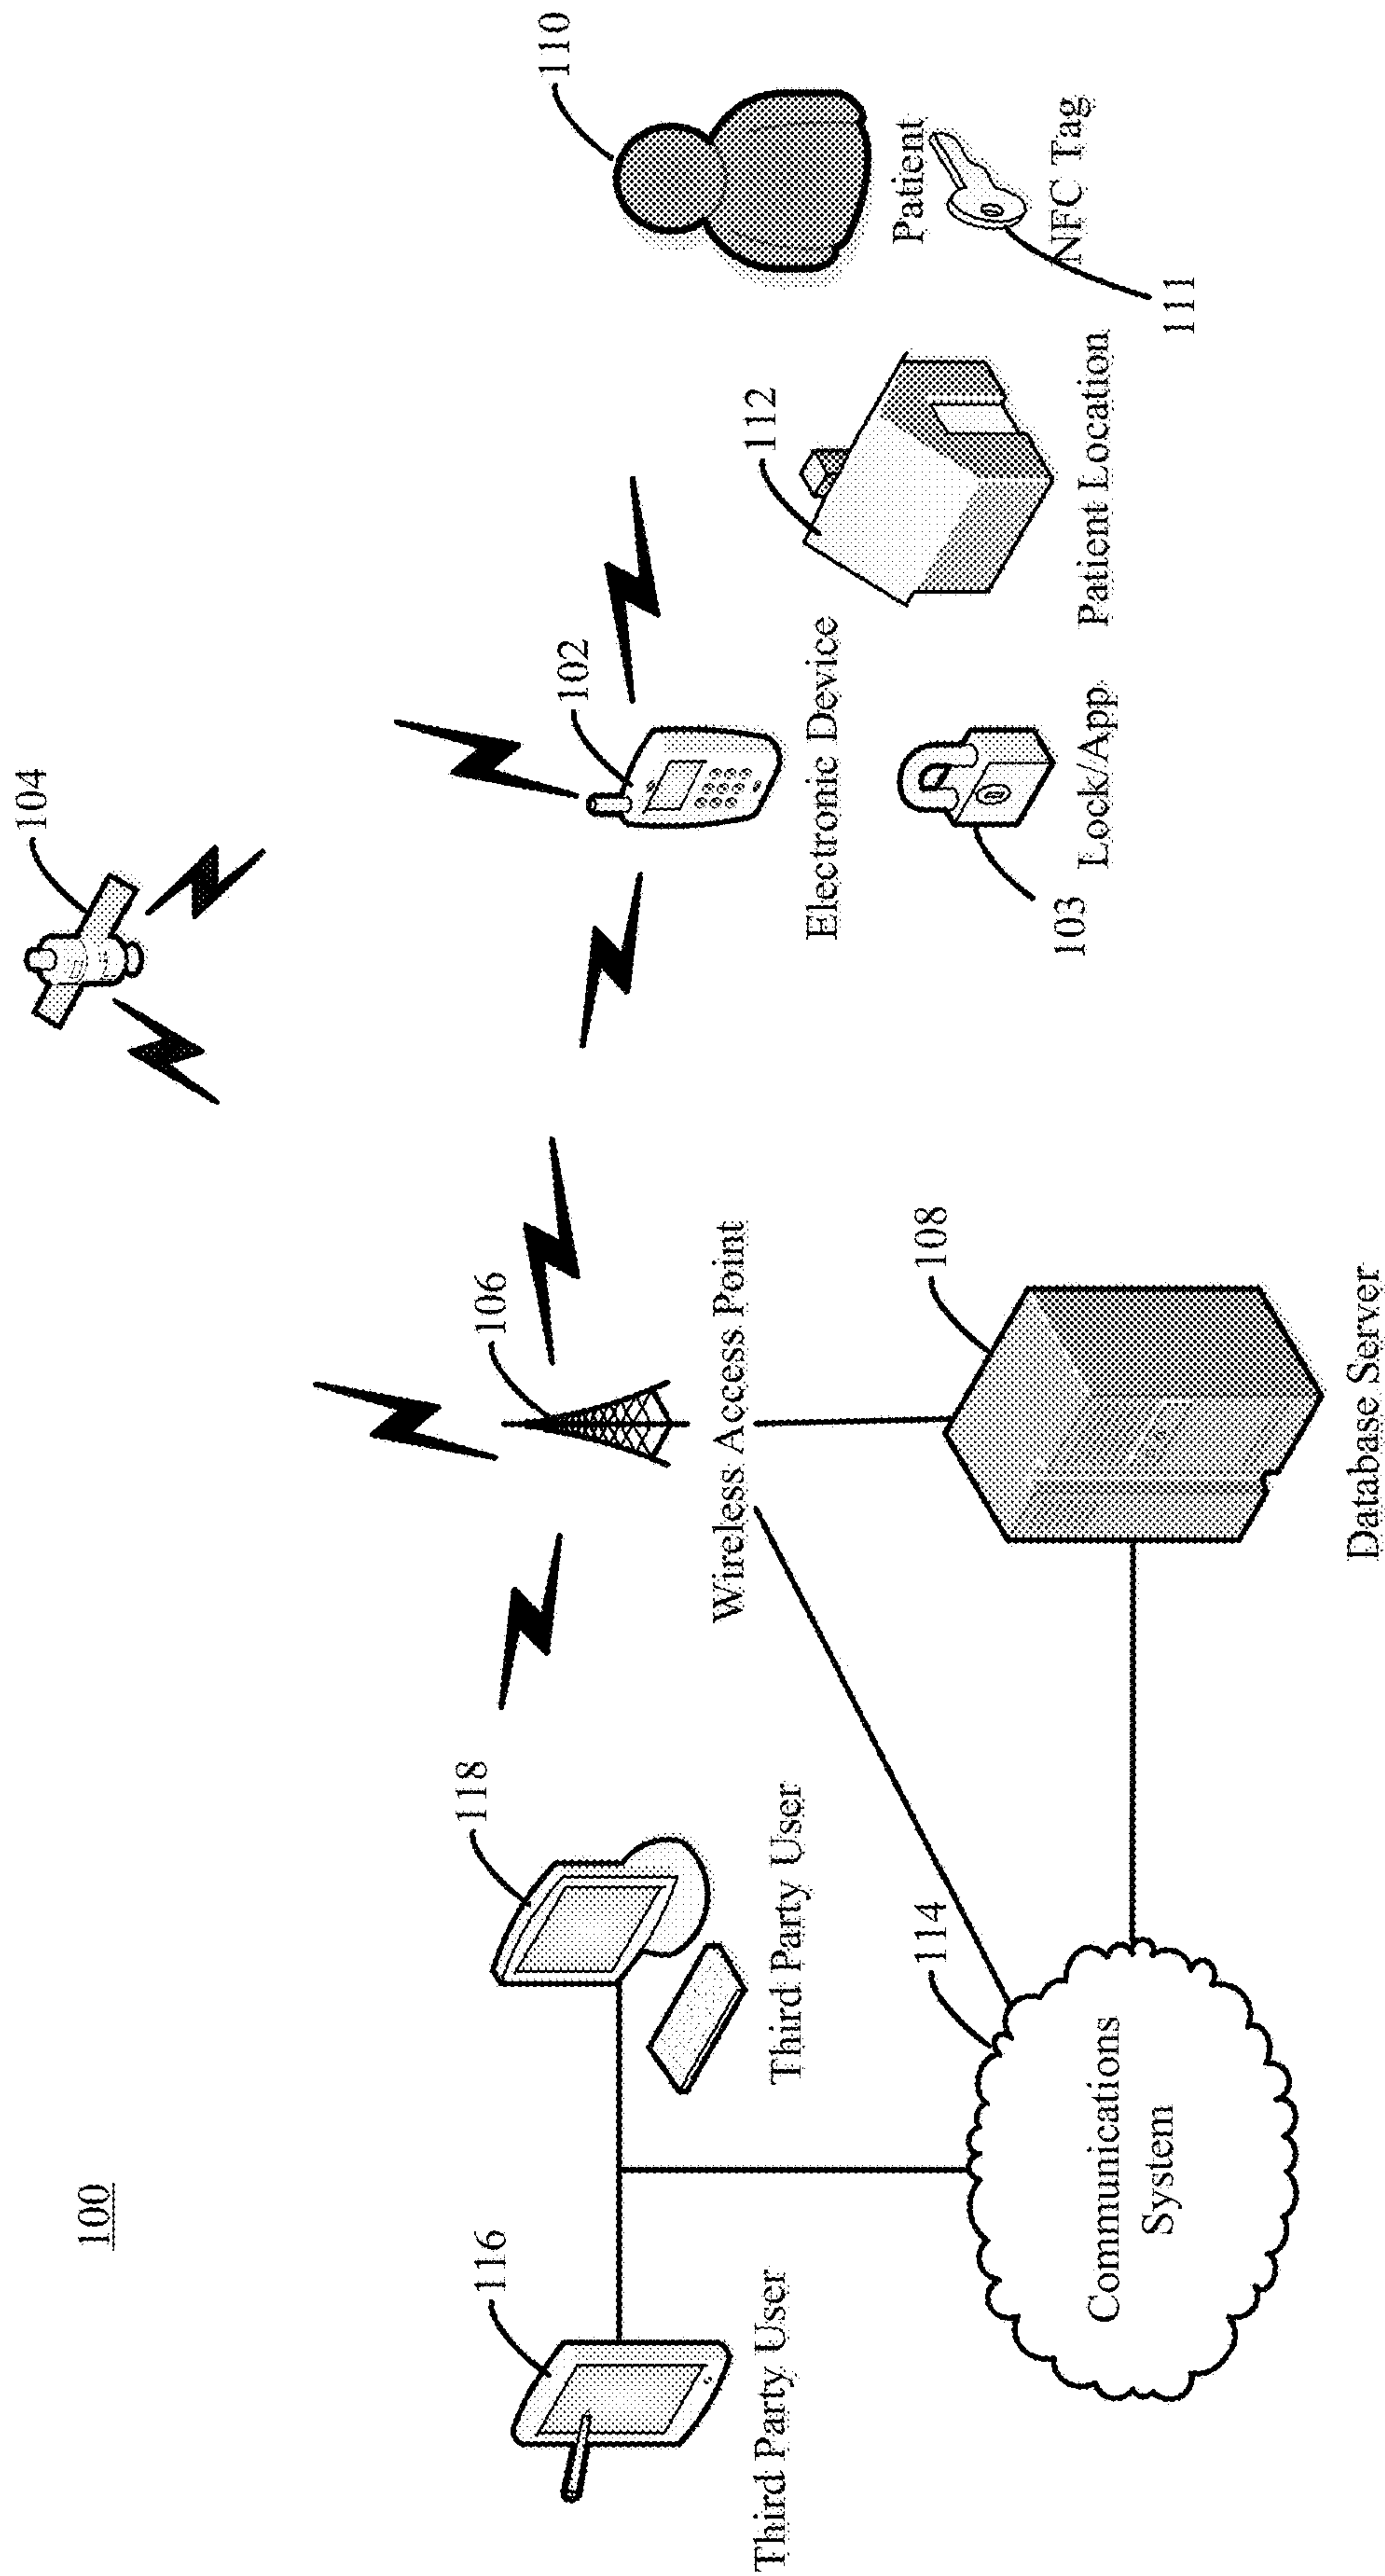 100
104
110
102
106
118
116
112
Patient
NFC Tag
111
Electronic Device
Patient Location
Lock/App
103
Wireless Access Point
108
Third Party User
Third Party User
114
Communications
System
Database Server